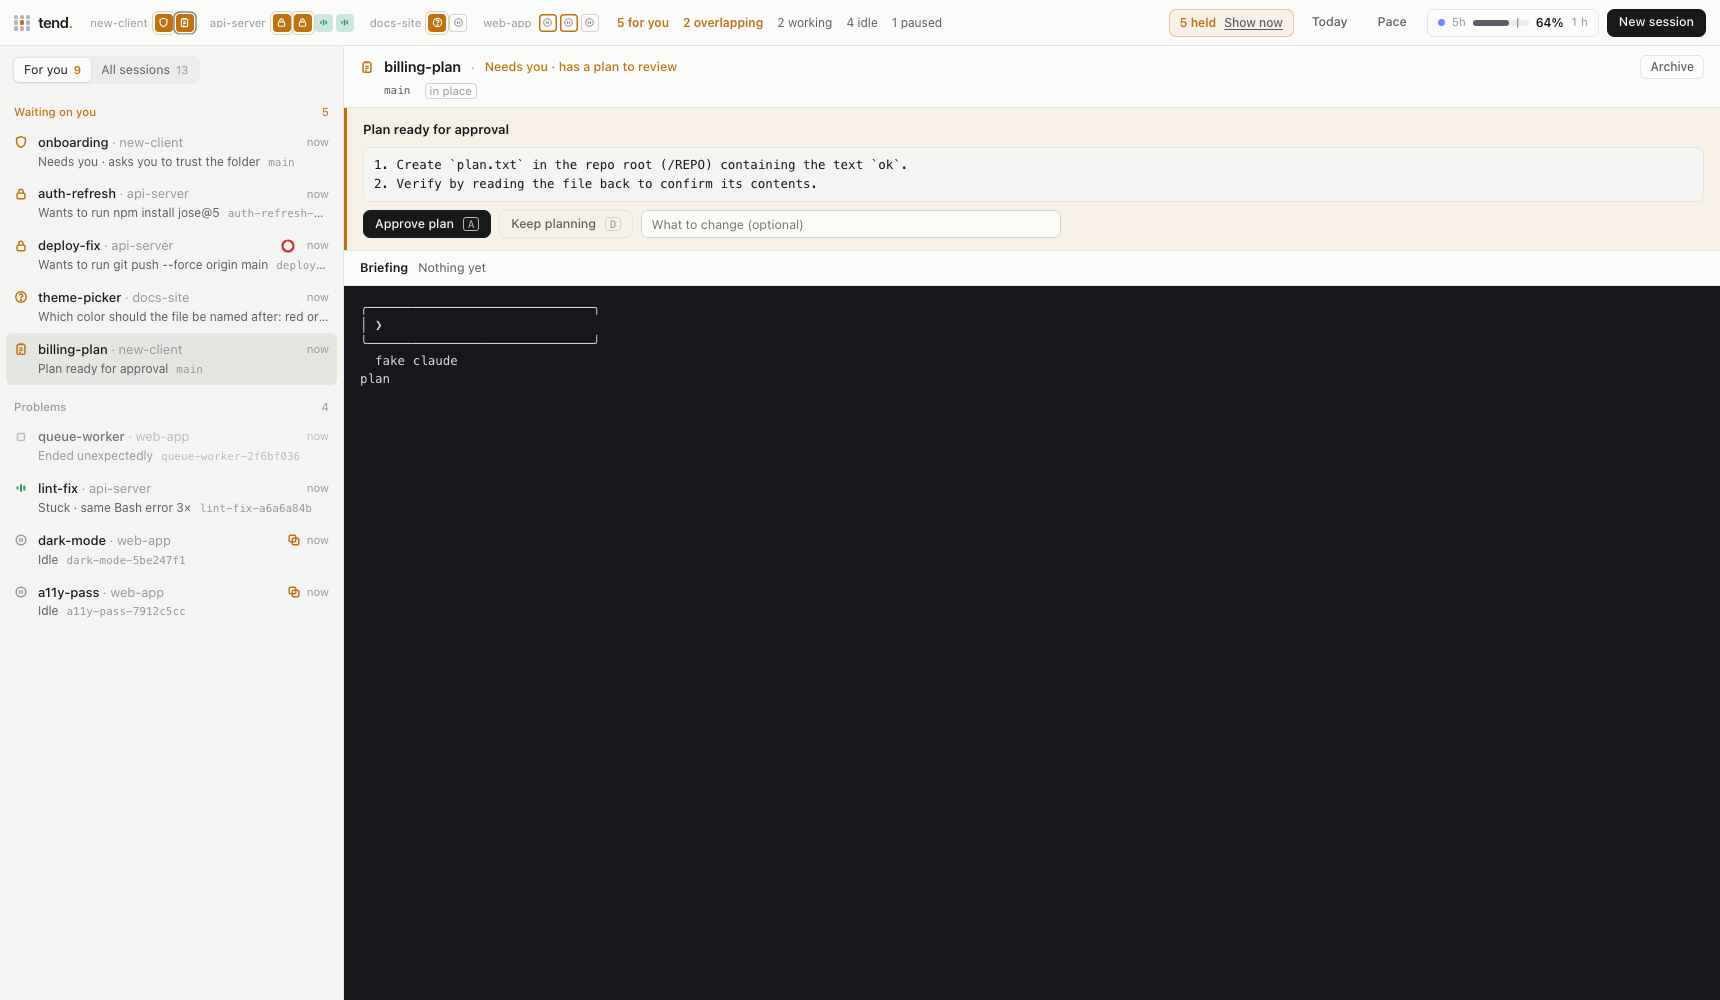 tend. new-client api-server docs-site web-app 5 for you 2 overlapping 2 working 4 idle 1 paused 5 held Show now Today Pace 5h 64% 1 h New session
For you 9 All sessions 13
Waiting on you 5
onboarding · new-client now
Needs you · asks you to trust the folder main
auth-refresh · api-server now
Wants to run npm install jose@5 auth-refresh-…
deploy-fix · api-server now
Wants to run git push --force origin main deploy…
theme-picker · docs-site now
Which color should the file be named after: red or…
billing-plan · new-client now
Plan ready for approval main
Problems 4
queue-worker · web-app now
Ended unexpectedly queue-worker-2f6bf036
lint-fix · api-server now
Stuck · same Bash error 3× lint-fix-a6a6a84b
dark-mode · web-app now
Idle dark-mode-5be247f1
a11y-pass · web-app now
Idle a11y-pass-7912c5cc
billing-plan · Needs you · has a plan to review Archive
main in place
Plan ready for approval
1. Create `plan.txt` in the repo root (/REPO) containing the text `ok`.
2. Verify by reading the file back to confirm its contents.
Approve plan A Keep planning D What to change (optional)
Briefing Nothing yet
❯
fake claude
plan